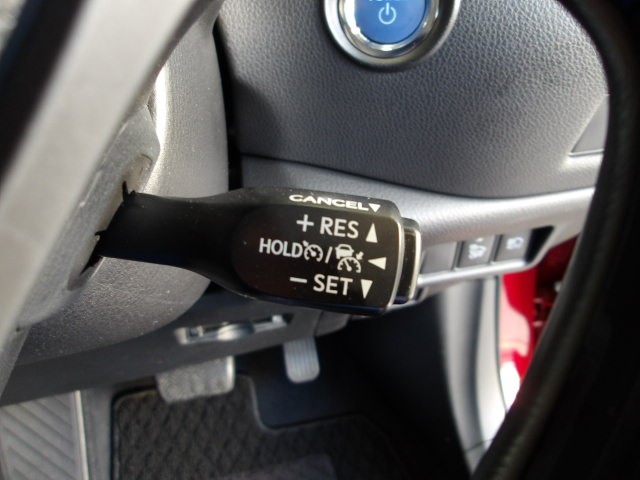 CANCEL▼
+ RES ▲
HOLD / ◀
− SET ▼